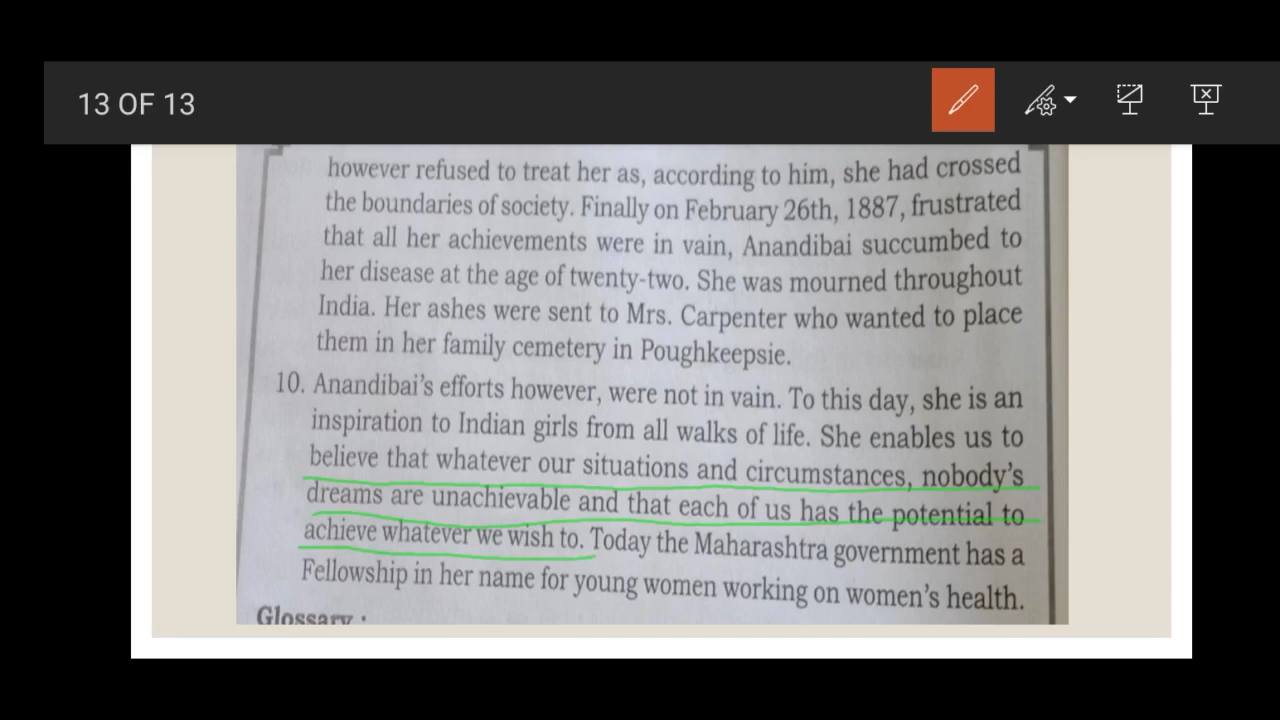 13 OF 13
however refused to treat her as, according to him, she had crossed
the boundaries of society. Finally on February 26th, 1887, frustrated
that all her achievements were in vain, Anandibai succumbed to
her disease at the age of twenty-two. She was mourned throughout
India. Her ashes were sent to Mrs. Carpenter who wanted to place
them in her family cemetery in Poughkeepsie.
10. Anandibai's efforts however, were not in vain. To this day, she is an
inspiration to Indian girls from all walks of life. She enables us to
believe that whatever our situations and circumstances, nobody's
dreams are unachievable and that each of us has the potential to
achieve whatever we wish to. Today the Maharashtra government has a
Fellowship in her name for young women working on women's health.
Glossary :